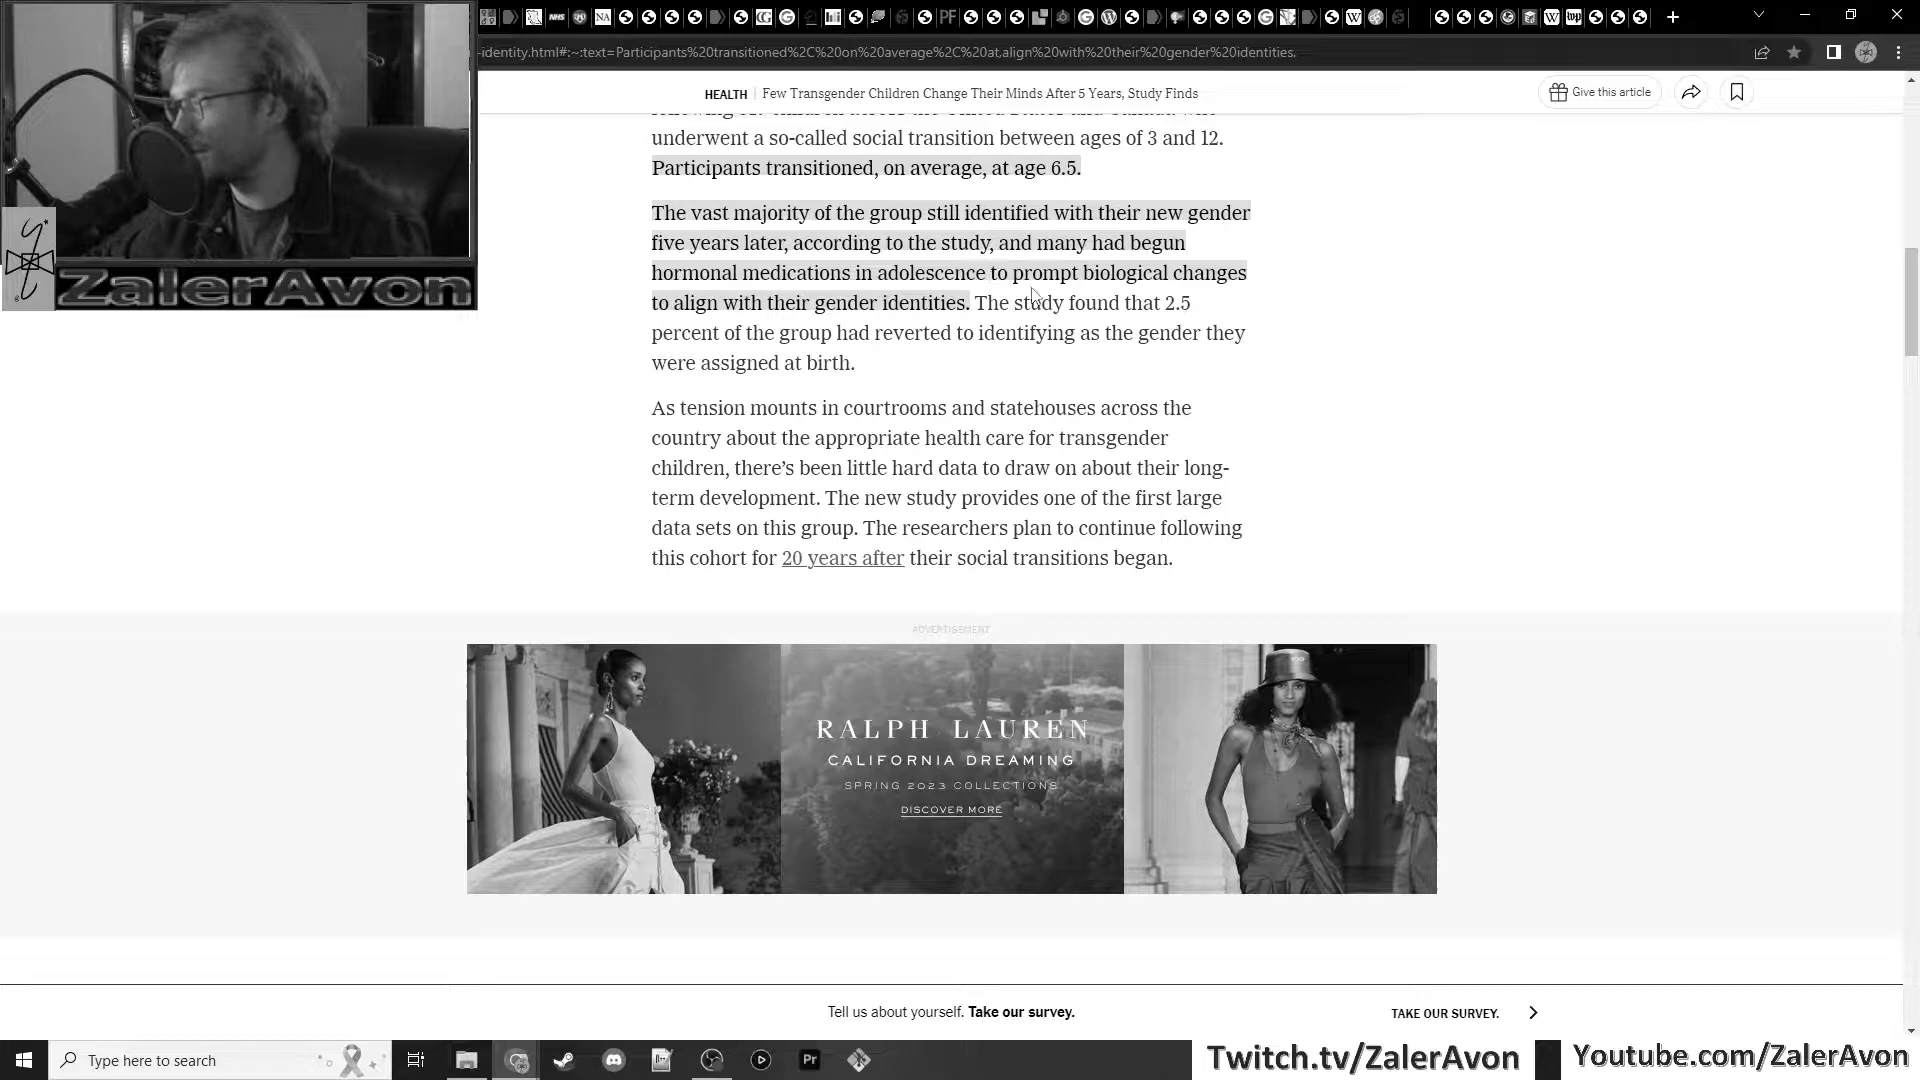 -identity.html#:~:text=Participants%20transitioned%2C%20on%20average%2C%20at,align%20with%20their%20gender%20identities.
HEALTH Few Transgender Children Change Their Minds After 5 Years, Study Finds
Give this article
underwent a so-called social transition between ages of 3 and 12.
Participants transitioned, on average, at age 6.5.
The vast majority of the group still identified with their new gender
five years later, according to the study, and many had begun
hormonal medications in adolescence to prompt biological changes
to align with their gender identities. The study found that 2.5
percent of the group had reverted to identifying as the gender they
were assigned at birth.
As tension mounts in courtrooms and statehouses across the
country about the appropriate health care for transgender
children, there's been little hard data to draw on about their long-
term development. The new study provides one of the first large
data sets on this group. The researchers plan to continue following
this cohort for 20 years after their social transitions began.
ZalerAvon
ADVERTISEMENT
RALPH LAUREN
CALIFORNIA DREAMING
SPRING 2023 COLLECTIONS
DISCOVER MORE
Tell us about yourself. Take our survey.
TAKE OUR SURVEY.
Type here to search
Pr
Twitch.tv/ZalerAvon
Youtube.com/ZalerAvon